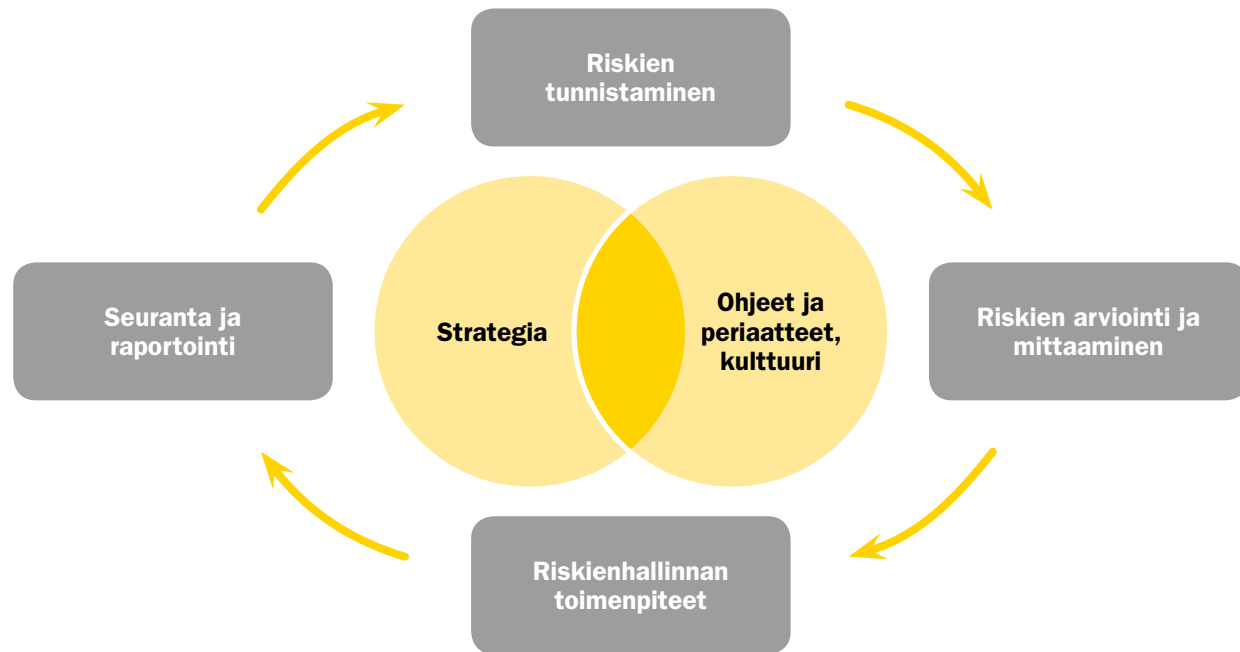 Riskien
tunnistaminen
Seuranta ja
raportointi
Strategia
Ohjeet ja
periaatteet,
kulttuuri
Riskien arviointi ja
mittaaminen
Riskienhallinnan
toimenpiteet